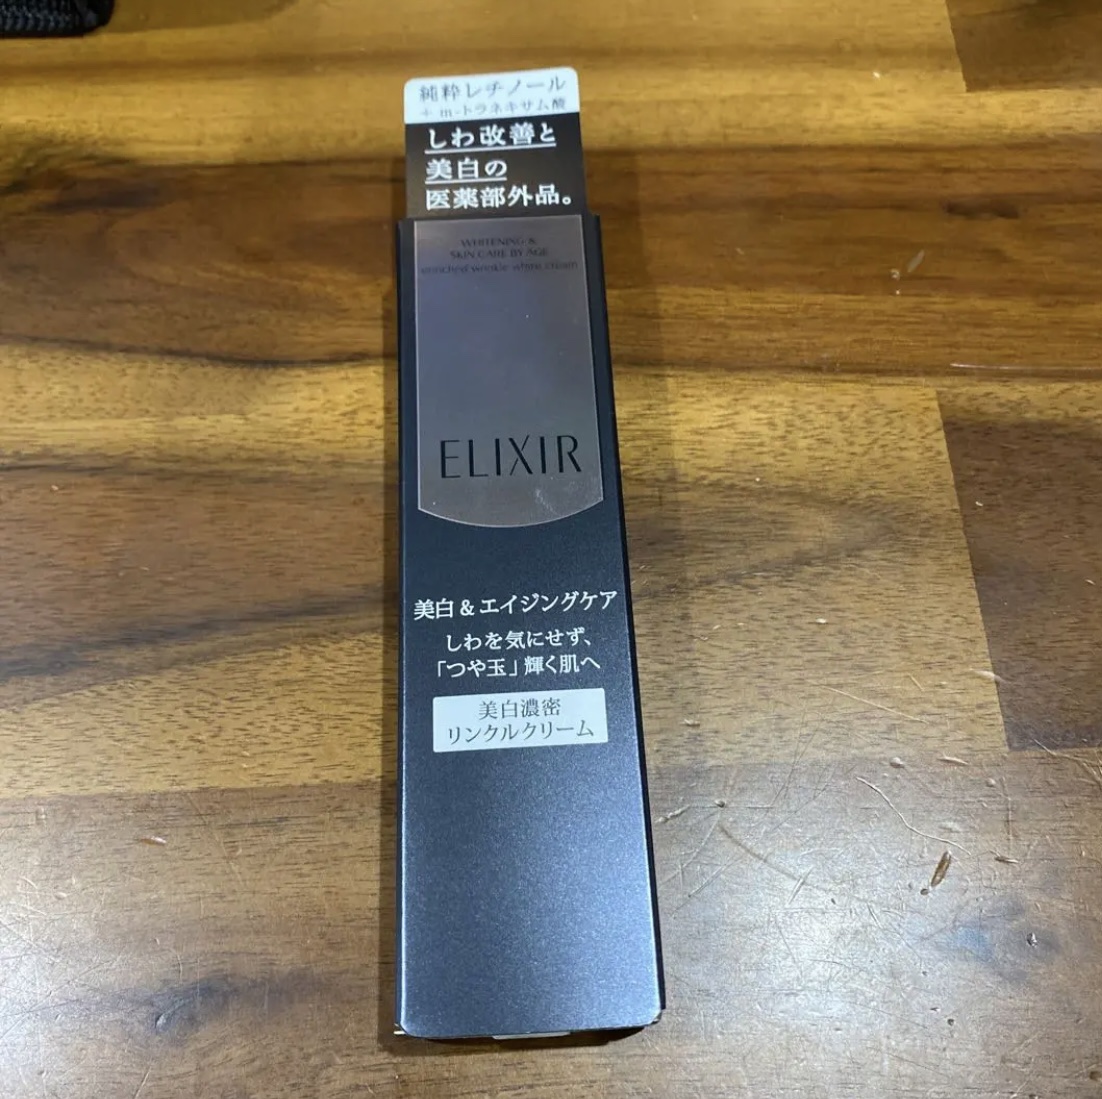 純粋レチノール
+ m-トラネキサム酸
しわ改善と
美白の
医薬部外品。
WHITENING &
SKIN CARE BY AGE
enriched wrinkle white cream
ELIXIR
美白&エイジングケア
しわを気にせず、
「つや玉」輝く肌へ
美白濃密
リンクルクリーム